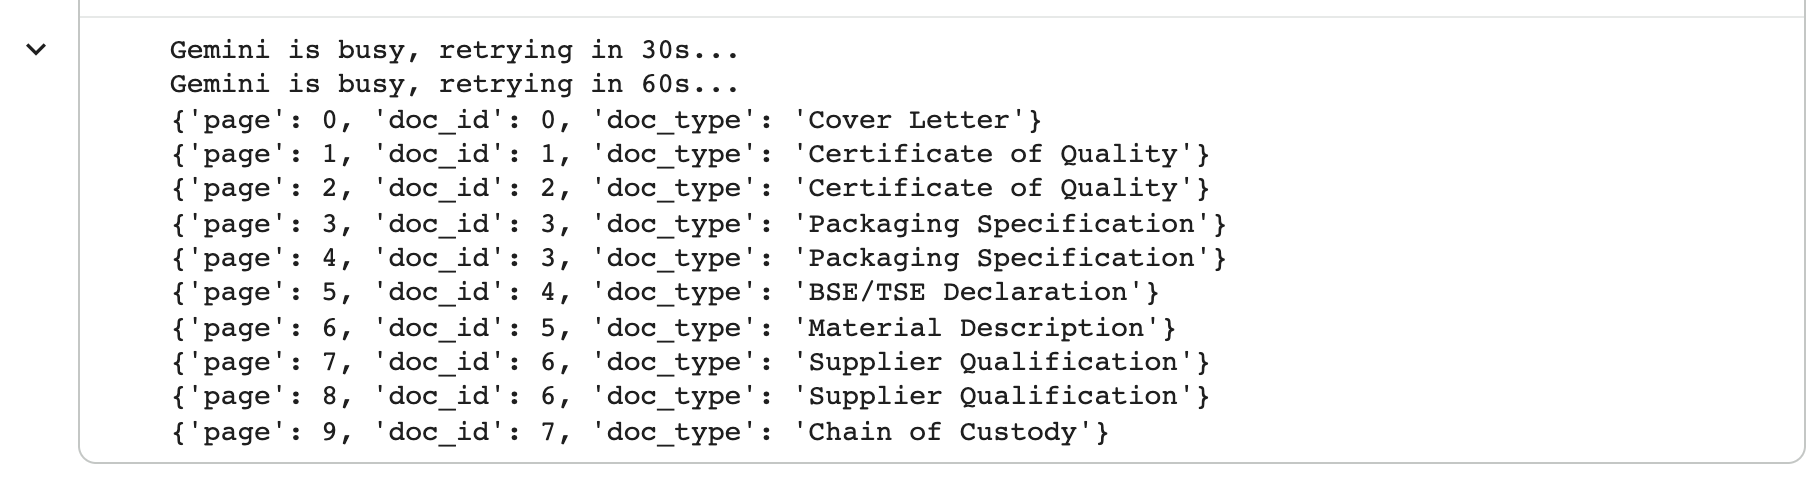 Gemini is busy, retrying in 30s...
Gemini is busy, retrying in 60s...
{'page': 0, 'doc_id': 0, 'doc_type': 'Cover Letter'}
{'page': 1, 'doc_id': 1, 'doc_type': 'Certificate of Quality'}
{'page': 2, 'doc_id': 2, 'doc_type': 'Certificate of Quality'}
{'page': 3, 'doc_id': 3, 'doc_type': 'Packaging Specification'}
{'page': 4, 'doc_id': 3, 'doc_type': 'Packaging Specification'}
{'page': 5, 'doc_id': 4, 'doc_type': 'BSE/TSE Declaration'}
{'page': 6, 'doc_id': 5, 'doc_type': 'Material Description'}
{'page': 7, 'doc_id': 6, 'doc_type': 'Supplier Qualification'}
{'page': 8, 'doc_id': 6, 'doc_type': 'Supplier Qualification'}
{'page': 9, 'doc_id': 7, 'doc_type': 'Chain of Custody'}